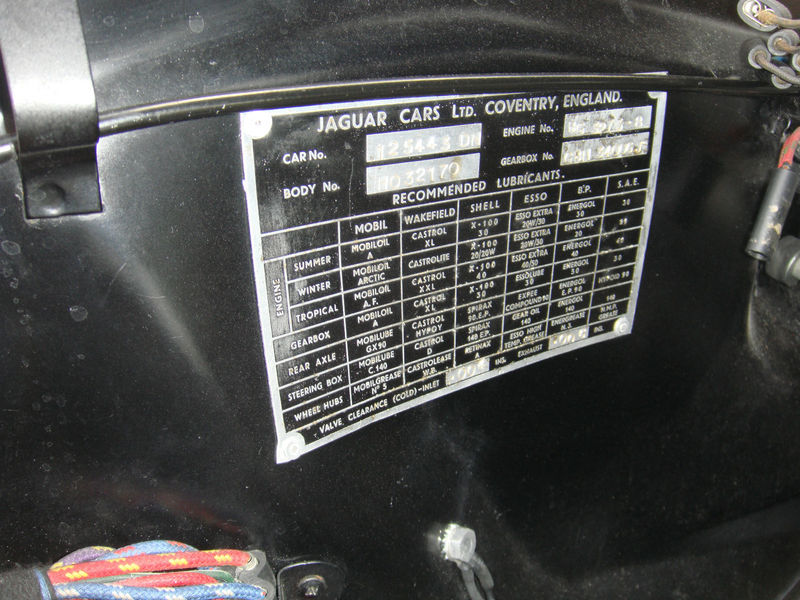 JAGUAR CARS LTD. COVENTRY, ENGLAND.
CAR No. ENGINE No.
BODY No. GEARBOX No.
RECOMMENDED LUBRICANTS.
MOBIL WAKEFIELD SHELL ESSO B.P. S.A.E.
ENGINE
SUMMER MOBILOIL A CASTROL XL X-100 30 ESSO EXTRA 20W/30 ENERGOL 30 30
WINTER MOBILOIL ARCTIC CASTROLITE X-100 20/20W ESSO EXTRA 20W/30 ENERGOL 20
TROPICAL MOBILOIL A.F. CASTROL XXL X-100 40 ESSO EXTRA 40/50 ENERGOL 40 40
GEARBOX MOBILOIL A CASTROL XL X-100 30 ESSOLUBE 30 ENERGOL 30 30
REAR AXLE MOBILUBE GX90 CASTROL HYPOY SPIRAX 90.E.P. EXPEE COMPOUND 90 ENERGOL E.P. 90 HYPOID 90
STEERING BOX MOBILUBE C.140 CASTROL D SPIRAX 140 E.P. GEAR OIL 140 ENERGOL 140 140
WHEEL HUBS MOBILGREASE No 5 CASTROLEASE W.B. RETINAX A ESSO HIGH TEMP. GREASE ENERGREASE N.3. N.M.P. GREASE
VALVE CLEARANCE (COLD)-INLET .004 INS. EXHAUST INS.